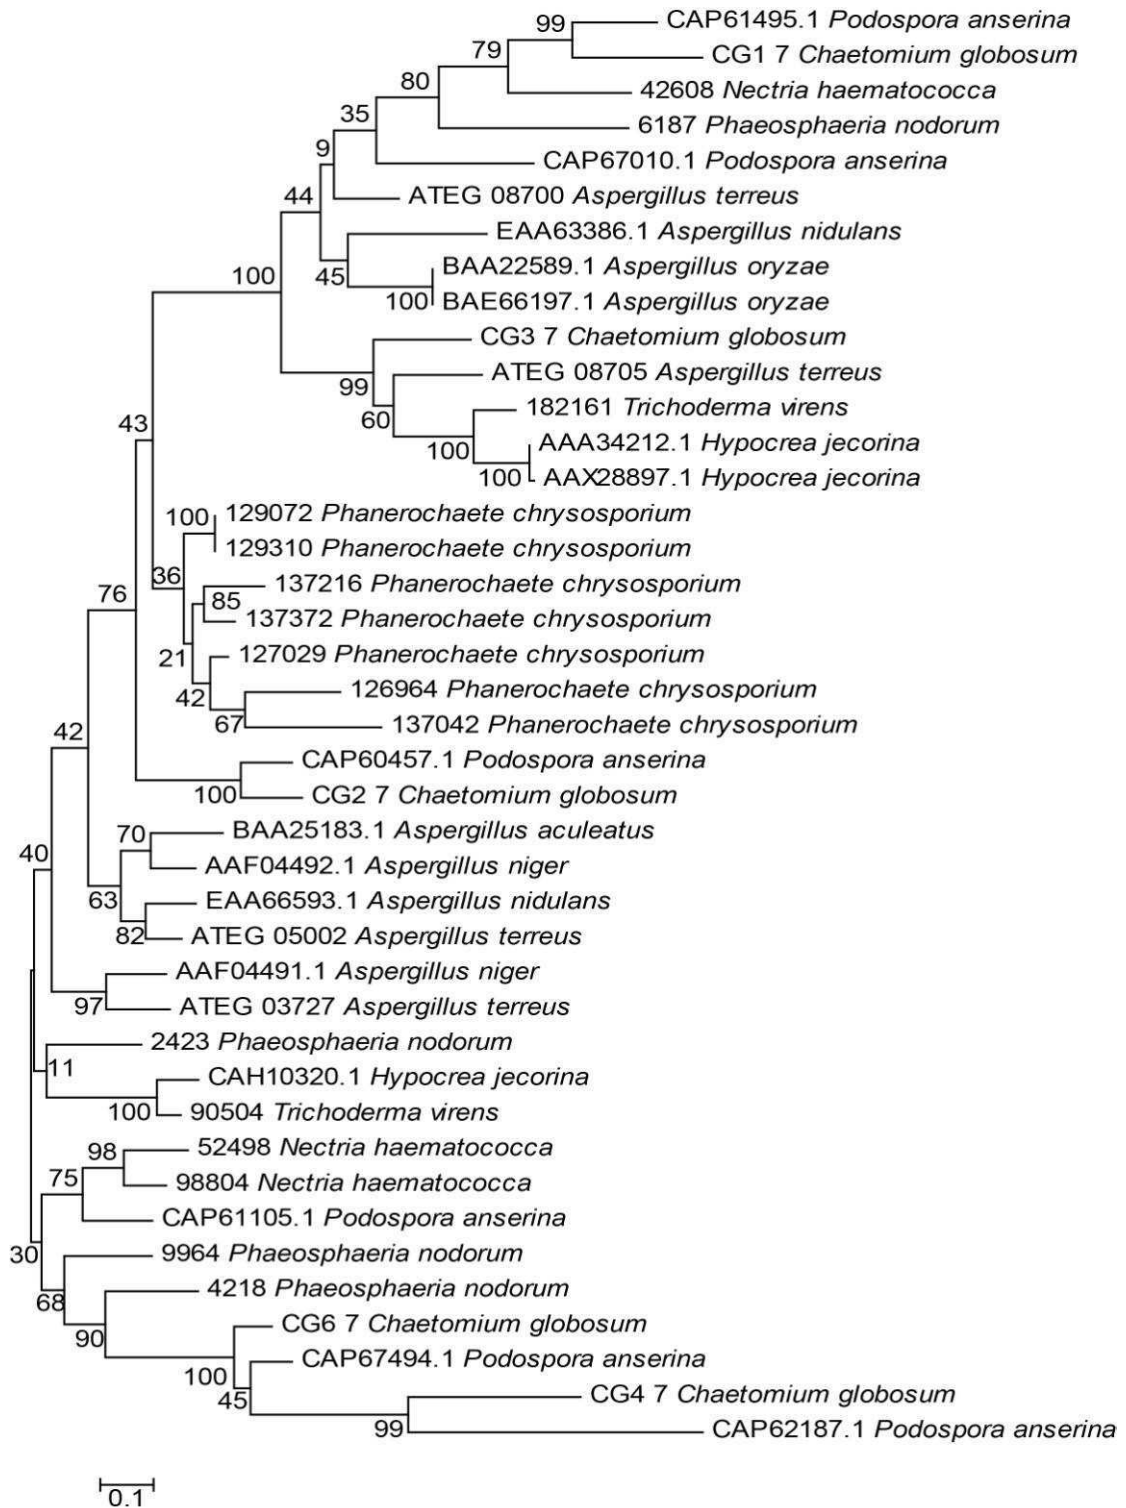 99
CAP61495.1 Podospora anserina
79
CG1 7 Chaetomium globosum
80
42608 Nectria haematococca
35
6187 Phaeosphaeria nodorum
9
CAP67010.1 Podospora anserina
44
ATEG 08700 Aspergillus terreus
EAA63386.1 Aspergillus nidulans
100
45
BAA22589.1 Aspergillus oryzae
100
BAE66197.1 Aspergillus oryzae
CG3 7 Chaetomium globosum
99
ATEG 08705 Aspergillus terreus
43
60
182161 Trichoderma virens
100
AAA34212.1 Hypocrea jecorina
100
AAX28897.1 Hypocrea jecorina
100
129072 Phanerochaete chrysosporium
129310 Phanerochaete chrysosporium
36
137216 Phanerochaete chrysosporium
76
85
137372 Phanerochaete chrysosporium
21
127029 Phanerochaete chrysosporium
42
126964 Phanerochaete chrysosporium
67
137042 Phanerochaete chrysosporium
42
CAP60457.1 Podospora anserina
100
CG2 7 Chaetomium globosum
70
BAA25183.1 Aspergillus aculeatus
40
AAF04492.1 Aspergillus niger
63
EAA66593.1 Aspergillus nidulans
82
ATEG 05002 Aspergillus terreus
AAF04491.1 Aspergillus niger
97
ATEG 03727 Aspergillus terreus
2423 Phaeosphaeria nodorum
11
CAH10320.1 Hypocrea jecorina
100
90504 Trichoderma virens
98
52498 Nectria haematococca
75
98804 Nectria haematococca
CAP61105.1 Podospora anserina
30
9964 Phaeosphaeria nodorum
68
4218 Phaeosphaeria nodorum
90
CG6 7 Chaetomium globosum
100
CAP67494.1 Podospora anserina
45
CG4 7 Chaetomium globosum
99
CAP62187.1 Podospora anserina
0.1